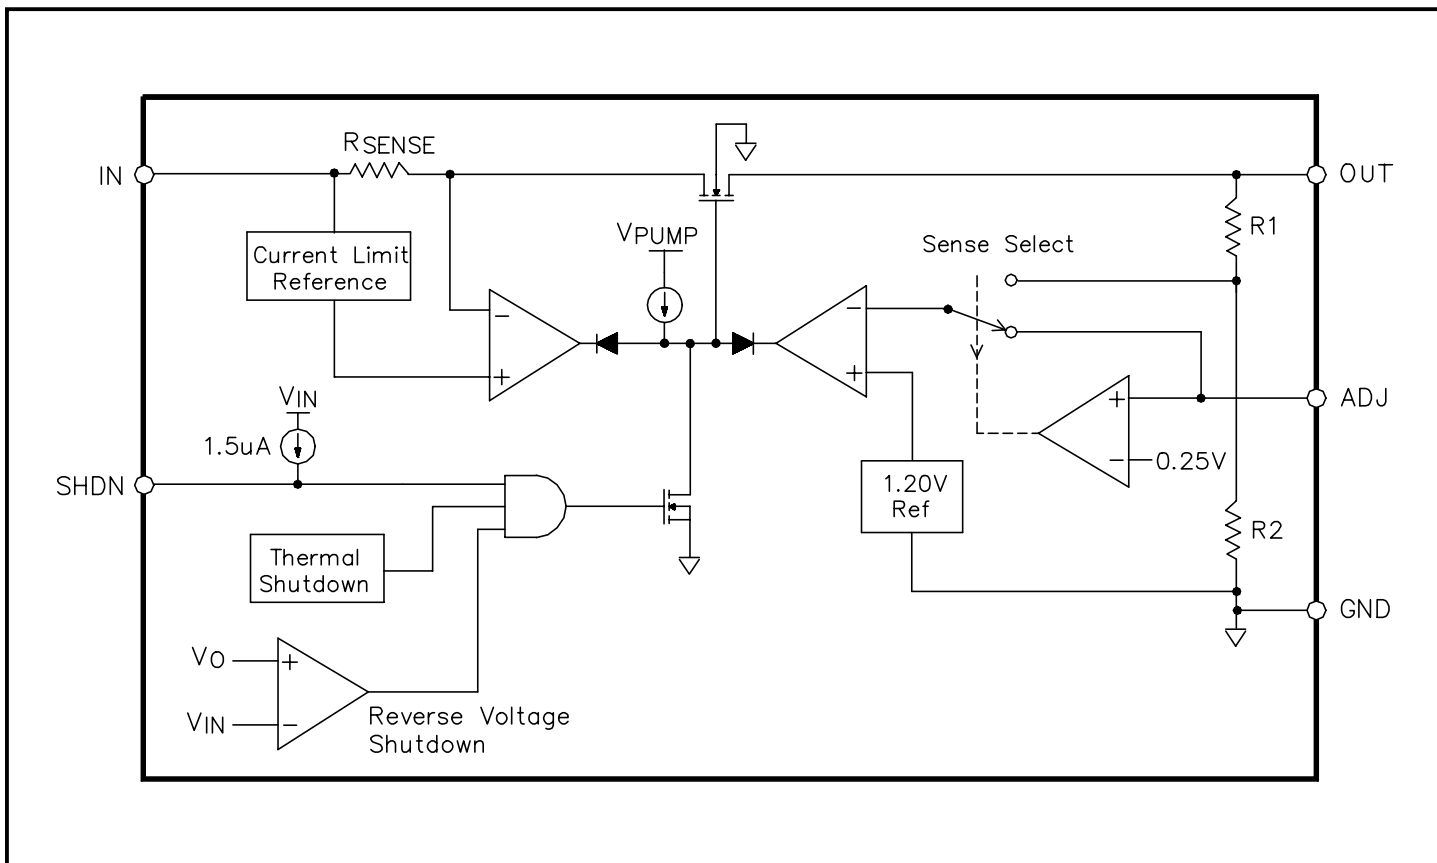 RSENSE
IN
OUT
Current Limit
Reference
VPUMP
Sense Select
R1
−
+
−
+
VIN
1.5uA
SHDN
+
−
0.25V
ADJ
1.20V
Ref
R2
Thermal
Shutdown
GND
VO
+
VIN
−
Reverse Voltage
Shutdown